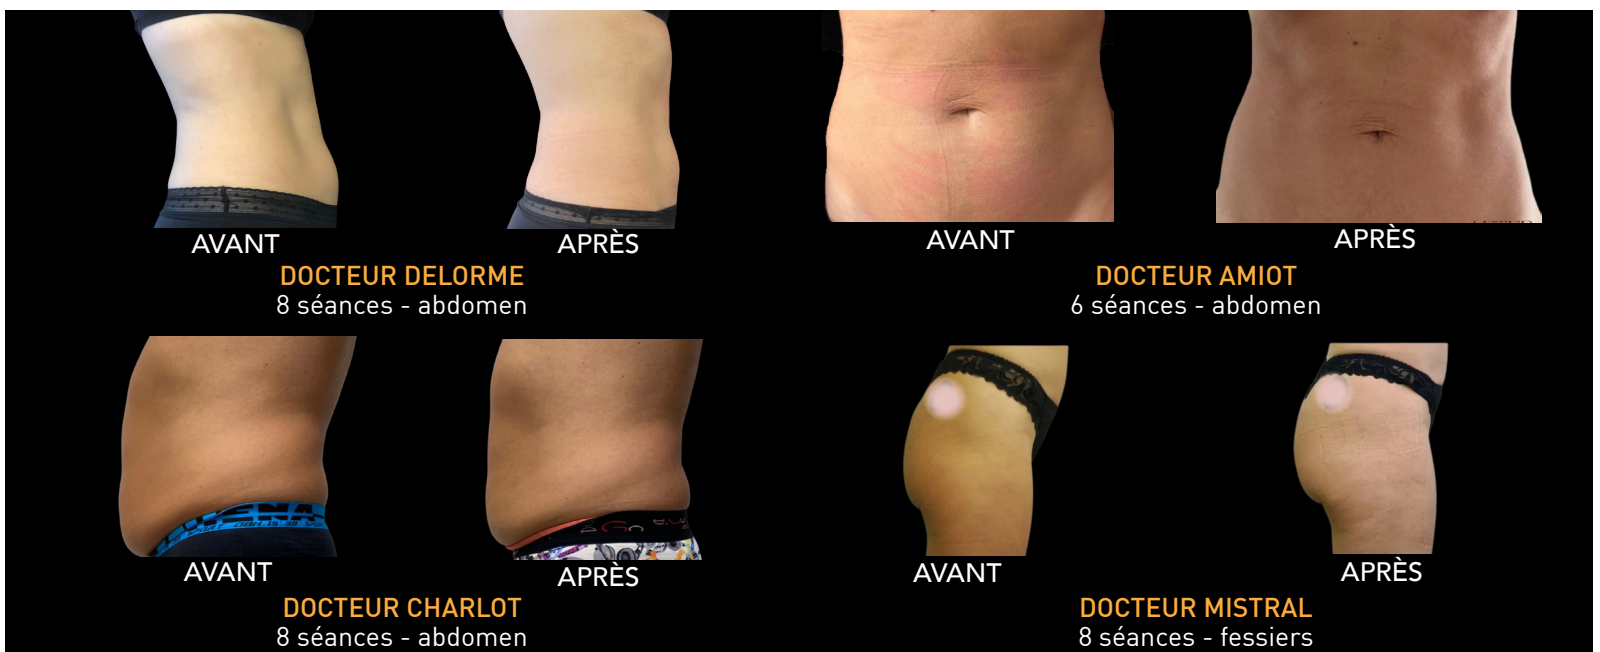 AVANT
APRÈS
DOCTEUR DELORME
8 séances - abdomen
AVANT
APRÈS
DOCTEUR AMIOT
6 séances - abdomen
AVANT
APRÈS
DOCTEUR CHARLOT
8 séances - abdomen
AVANT
APRÈS
DOCTEUR MISTRAL
8 séances - fessiers